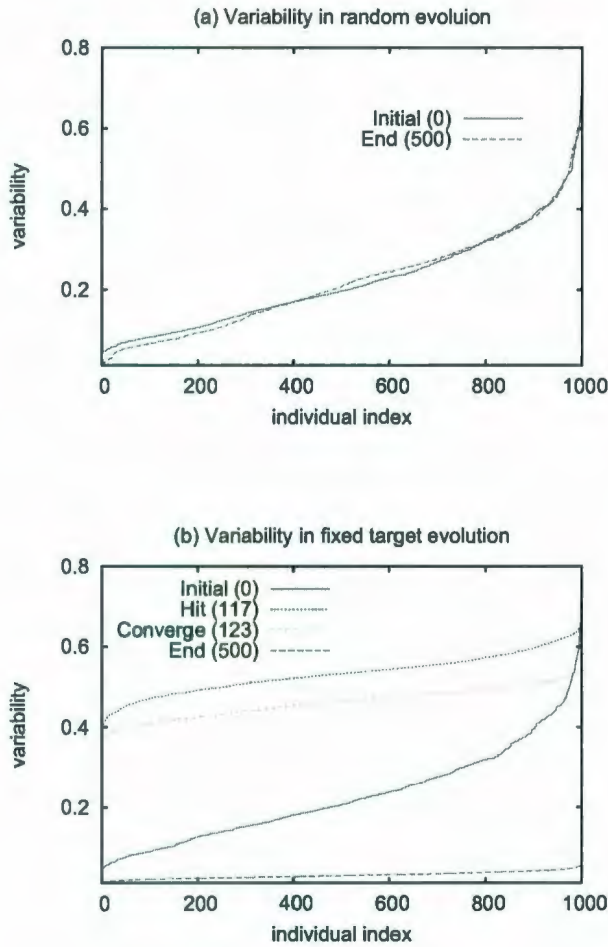 (a) Variability in random evoluion
0.8
0.6
0.4
0.2
variability
Initial (0)
End (500)
0 200 400 600 800 1000
individual index
(b) Variability in fixed target evolution
0.8
0.6
0.4
0.2
variability
Initial (0)
Hit (117)
Converge (123)
End (500)
0 200 400 600 800 1000
individual index